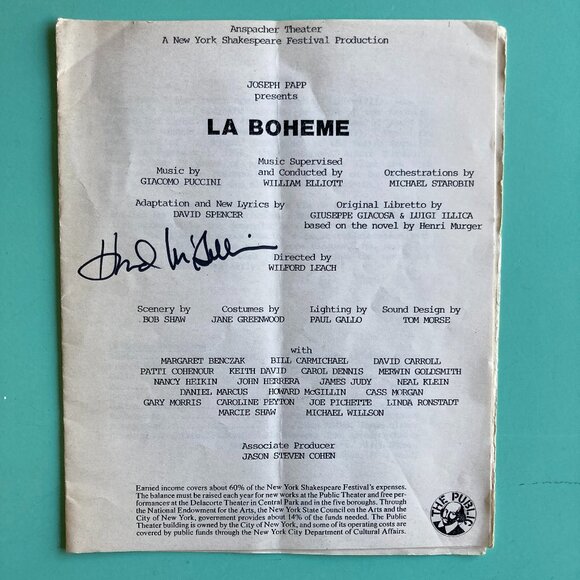 Anspacher Theater
A New York Shakespeare Festival Production
JOSEPH PAPP
presents
LA BOHEME
Music by
GIACOMO PUCCINI
Music Supervised
and Conducted by
WILLIAM ELLIOTT
Orchestrations by
MICHAEL STAROBIN
Adaptation and New Lyrics by
DAVID SPENCER
Original Libretto by
GIUSEPPE GIACOSA & LUIGI ILLICA
based on the novel by Henri Murger
Howard McGillin
Directed by
WILFORD LEACH
Scenery by
BOB SHAW
Costumes by
JANE GREENWOOD
Lighting by
PAUL GALLO
Sound Design by
TOM MORSE
with
MARGARET BENCZAK BILL CARMICHAEL DAVID CARROLL
PATTI COHENOUR KEITH DAVID CAROL DENNIS MERWIN GOLDSMITH
NANCY HEIKIN JOHN HERRERA JAMES JUDY NEAL KLEIN
DANIEL MARCUS HOWARD McGILLIN CASS MORGAN
GARY MORRIS CAROLINE PEYTON JOE PICHETTE LINDA RONSTADT
MARCIE SHAW MICHAEL WILLSON
Associate Producer
JASON STEVEN COHEN
Earned income covers about 60% of the New York Shakespeare Festival's expenses.
The balance must be raised each year for new works at the Public Theater and free per-
formances at the Delacorte Theater in Central Park and in the five boroughs. Through
the National Endowment for the Arts, the New York State Council on the Arts and the
City of New York, government provides about 14% of the funds needed. The Public
Theater building is owned by the City of New York, and some of its operating costs are
covered by public funds through the New York City Department of Cultural Affairs.
THE PUBLIC